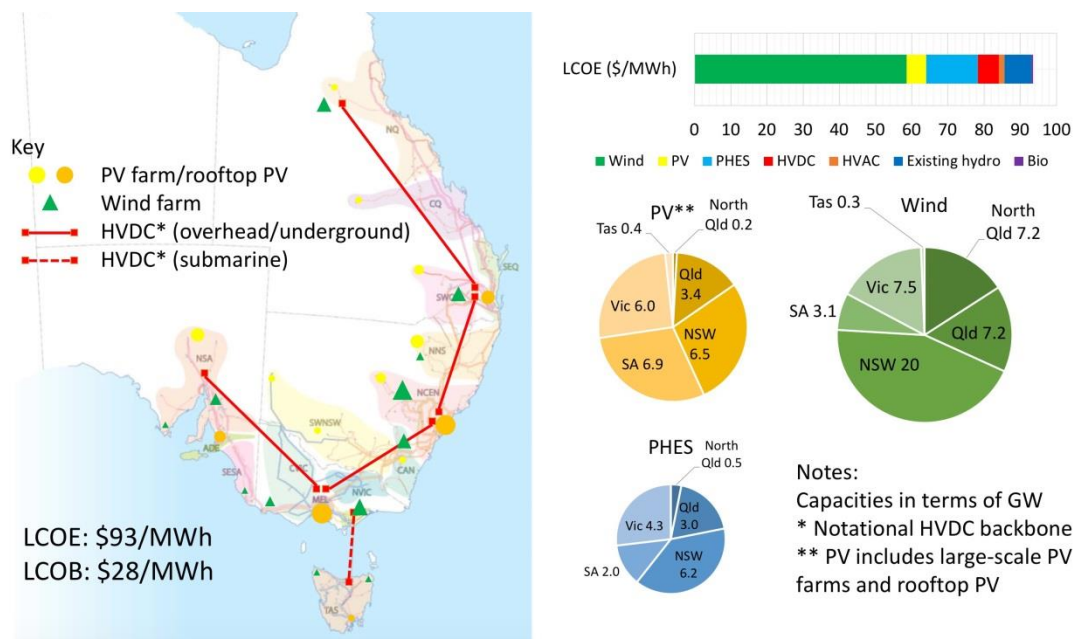 NQ
CQ
SEQ
SWQ
NNS
NSA
NCEN
SWNSW
ADE
SESA
CVIC
CAN
MEL
NVIC
TAS
Key
PV farm/rooftop PV
Wind farm
HVDC* (overhead/underground)
HVDC* (submarine)
LCOE: $93/MWh
LCOB: $28/MWh
LCOE ($/MWh)
0 10 20 30 40 50 60 70 80 90 100
Wind PV PHES HVDC HVAC Existing hydro Bio
PV**
Tas 0.4
North
Qld 0.2
Qld
3.4
NSW
6.5
SA 6.9
Vic 6.0
Wind
Tas 0.3
North
Qld 7.2
Qld 7.2
NSW 20
SA 3.1
Vic 7.5
PHES
North
Qld 0.5
Qld
3.0
NSW
6.2
SA 2.0
Vic 4.3
Notes:
Capacities in terms of GW
* Notational HVDC backbone
** PV includes large-scale PV
farms and rooftop PV